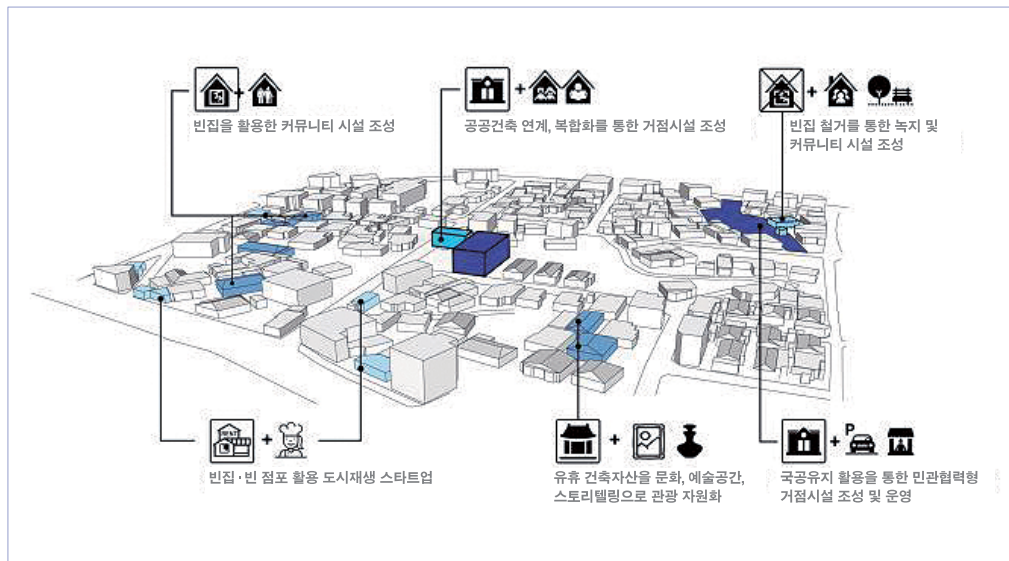 빈집을 활용한 커뮤니티 시설 조성
공공건축 연계, 복합화를 통한 거점시설 조성
빈집 철거를 통한 녹지 및
커뮤니티 시설 조성
RENT
빈집·빈 점포 활용 도시재생 스타트업
유휴 건축자산을 문화, 예술공간,
스토리텔링으로 관광 자원화
P
국공유지 활용을 통한 민관협력형
거점시설 조성 및 운영